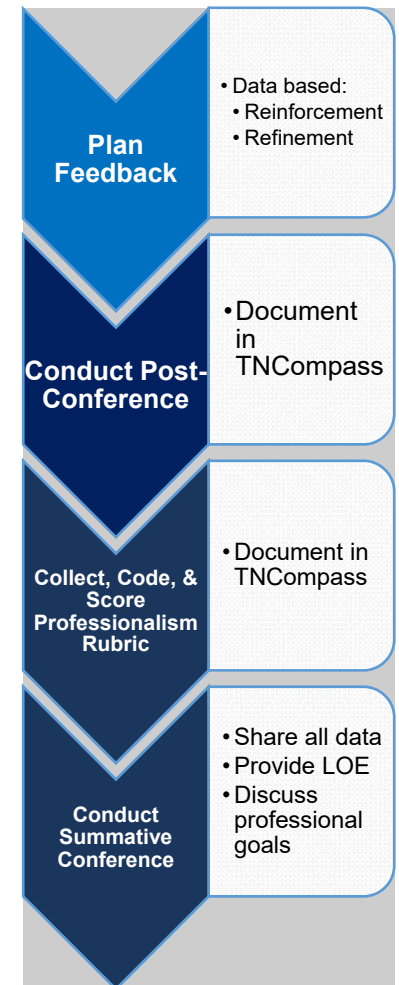 Plan
Feedback
• Data based:
• Reinforcement
• Refinement
Conduct Post-
Conference
• Document
in
TNCompass
Collect, Code, &
Score
Professionalism
Rubric
• Document in
TNCompass
Conduct
Summative
Conference
• Share all data
• Provide LOE
• Discuss
professional
goals